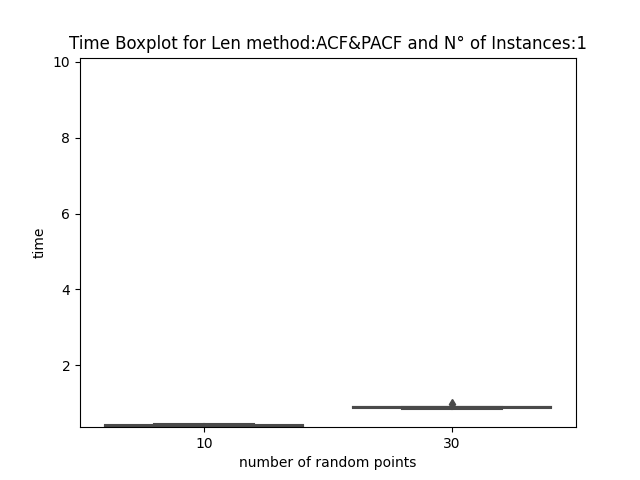 Time Boxplot for Len method:ACF&PACF and N° of Instances:1
10
8
6
4
2
time
10 30
number of random points